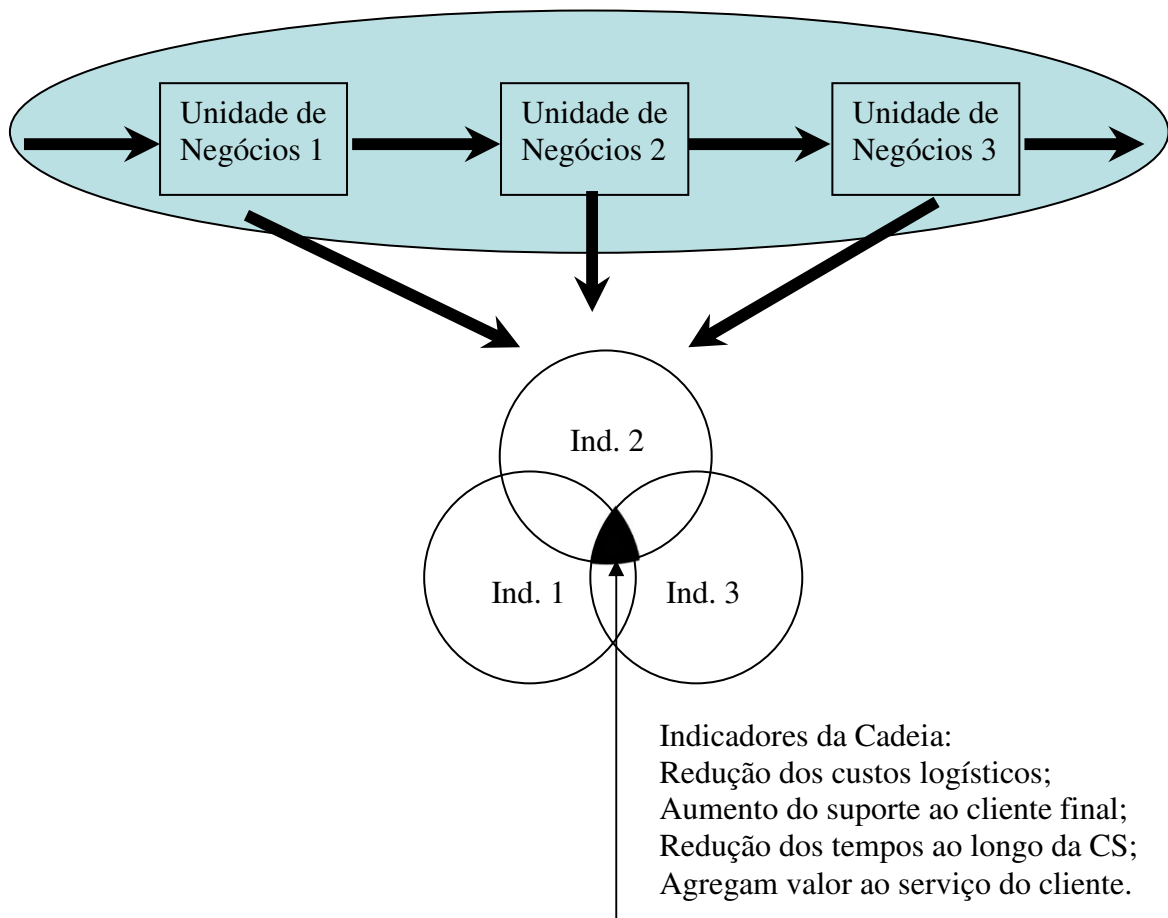 Unidade de
Negócios 1
Unidade de
Negócios 2
Unidade de
Negócios 3
Ind. 2
Ind. 1
Ind. 3
Indicadores da Cadeia:
Redução dos custos logísticos;
Aumento do suporte ao cliente final;
Redução dos tempos ao longo da CS;
Agregam valor ao serviço do cliente.